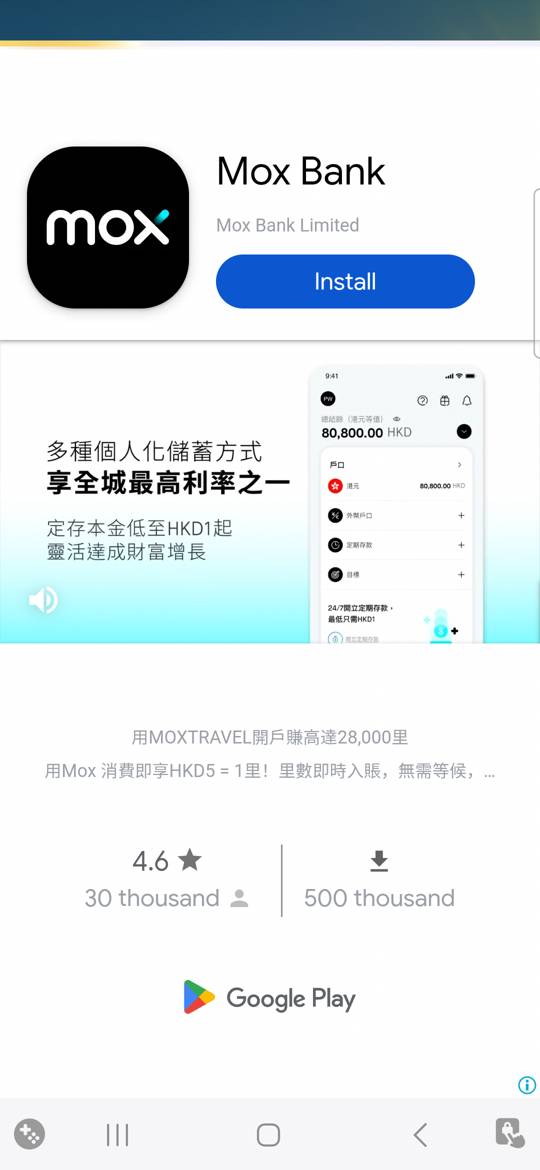 mox
Mox Bank
Mox Bank Limited
Install
多種個人化儲蓄方式
享全城最高利率之一
定存本金低至HKD1起
靈活達成財富增長
9:41
PW
總結餘（港元等值）
80,800.00 HKD
戶口
港元 80,800.00 HKD
外幣戶口
定期存款
目標
24/7開立定期存款，
最低只需HKD1
開立定期存款
用MOXTRAVEL開戶賺高達28,000里
用Mox 消費即享HKD5 = 1里！里數即時入賬，無需等候，...
4.6
30 thousand
500 thousand
Google Play